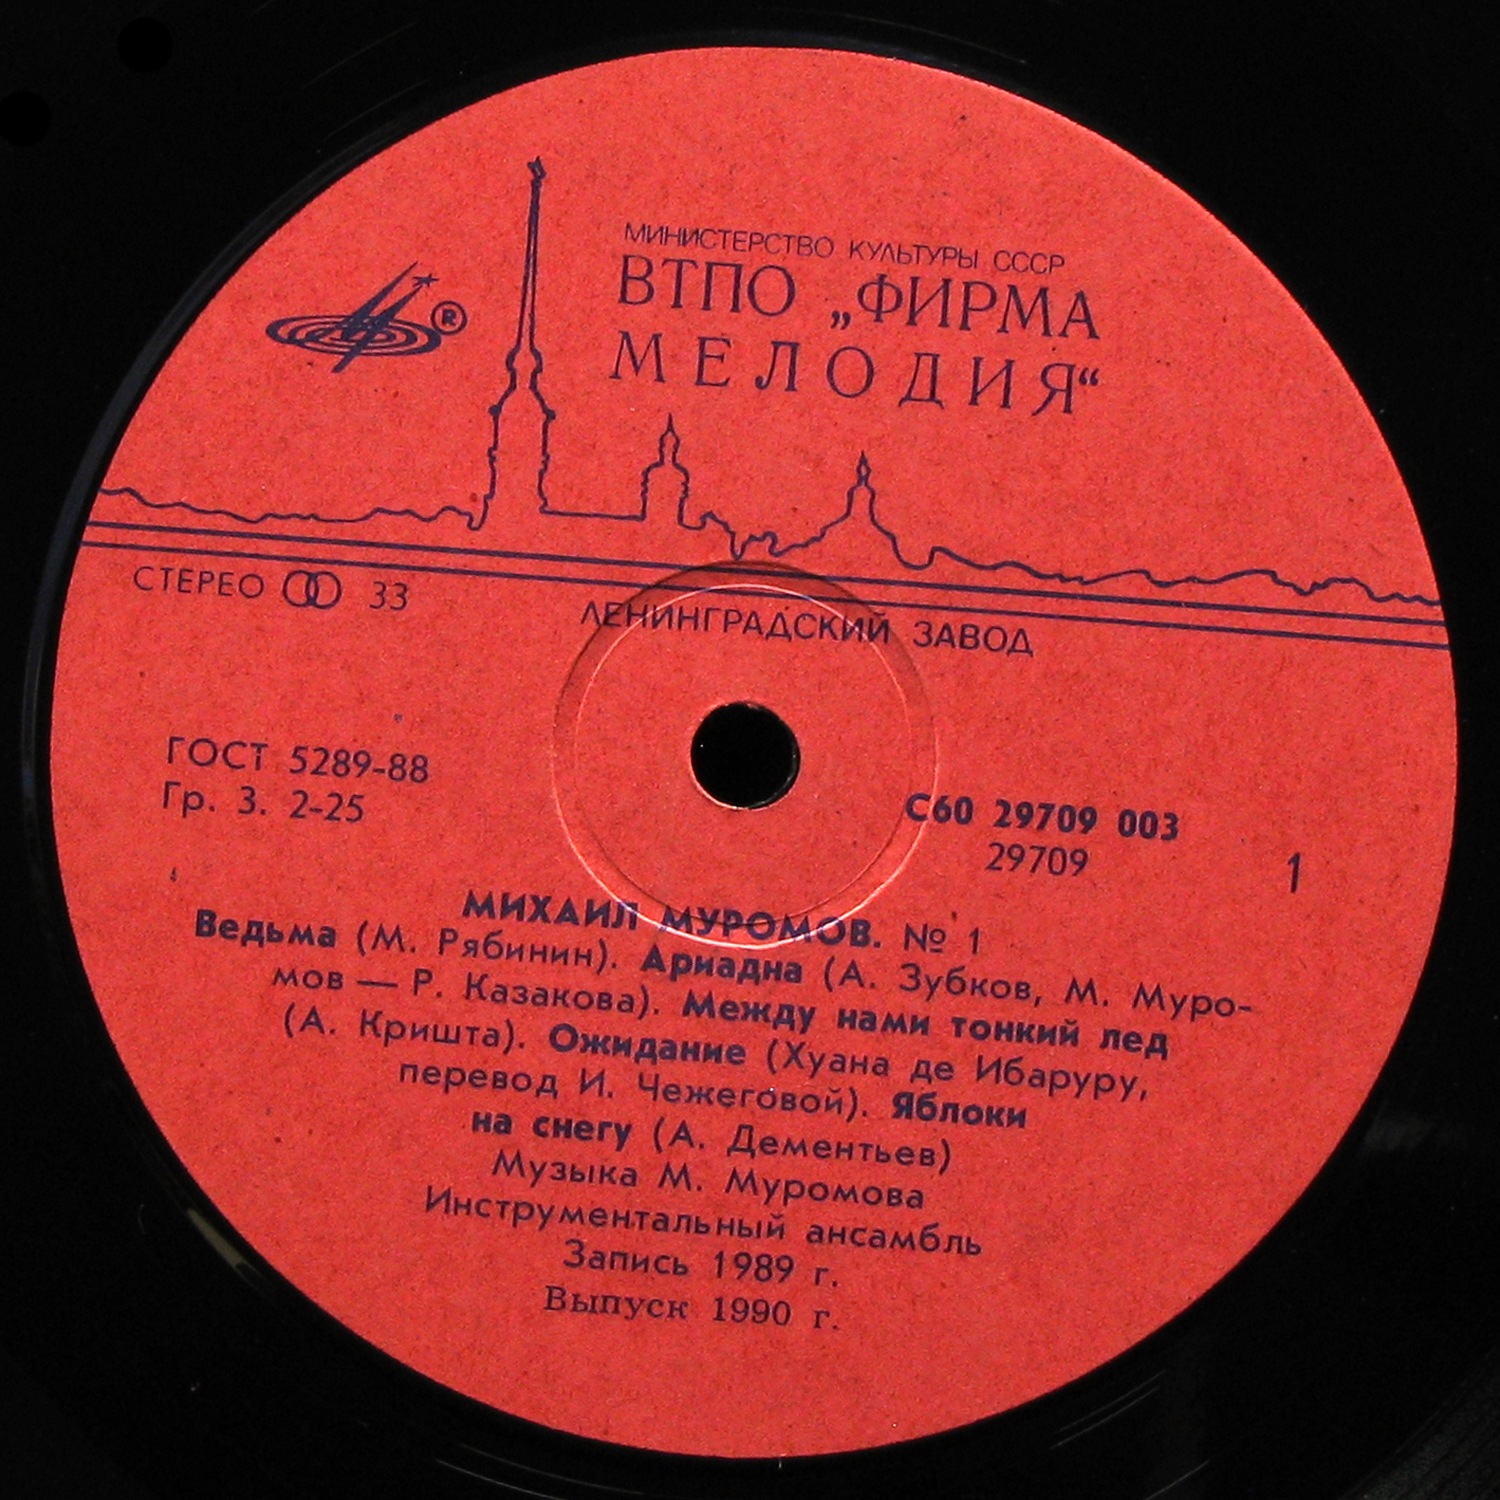 МИНИСТЕРСТВО КУЛЬТУРЫ СССР
ВТПО „ФИРМА
МЕЛОДИЯ“
®
СТЕРЕО 33
ЛЕНИНГРАДСКИЙ ЗАВОД
ГОСТ 5289-88
Гр. 3. 2-25
С60 29709 003
29709
1
МИХАИЛ МУРОМОВ. № 1
Ведьма (М. Рябинин). Ариадна (А. Зубков, М. Муро-
мов — Р. Казакова). Между нами тонкий лед
(А. Кришта). Ожидание (Хуана де Ибаруру,
перевод И. Чежеговой). Яблоки
на снегу (А. Дементьев)
Музыка М. Муромова
Инструментальный ансамбль
Запись 1989 г.
Выпуск 1990 г.